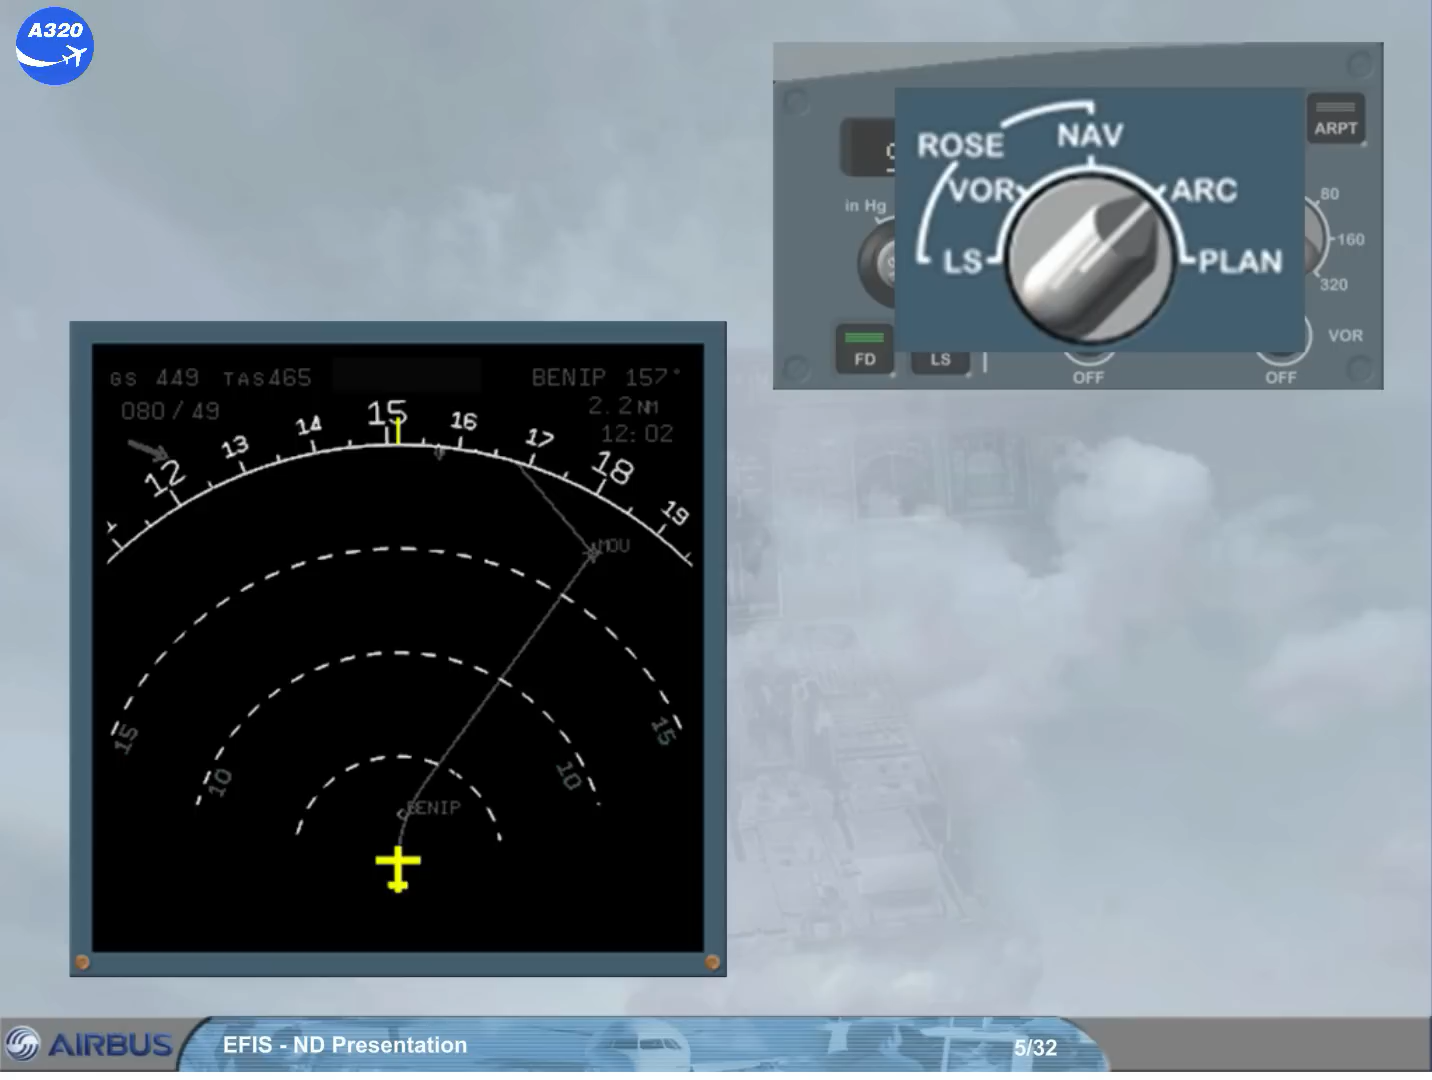 A320
ROSE
NAV
VOR
ARC
LS
PLAN
in Hg
ARPT
80
160
320
VOR
FD
LS
OFF
OFF
GS 449 TAS465
BENIP 157°
080 / 49
2.2 NM
12:02
12
13
14
15
16
17
18
19
MOU
15
15
10
10
BENIP
AIRBUS
EFIS - ND Presentation
5/32